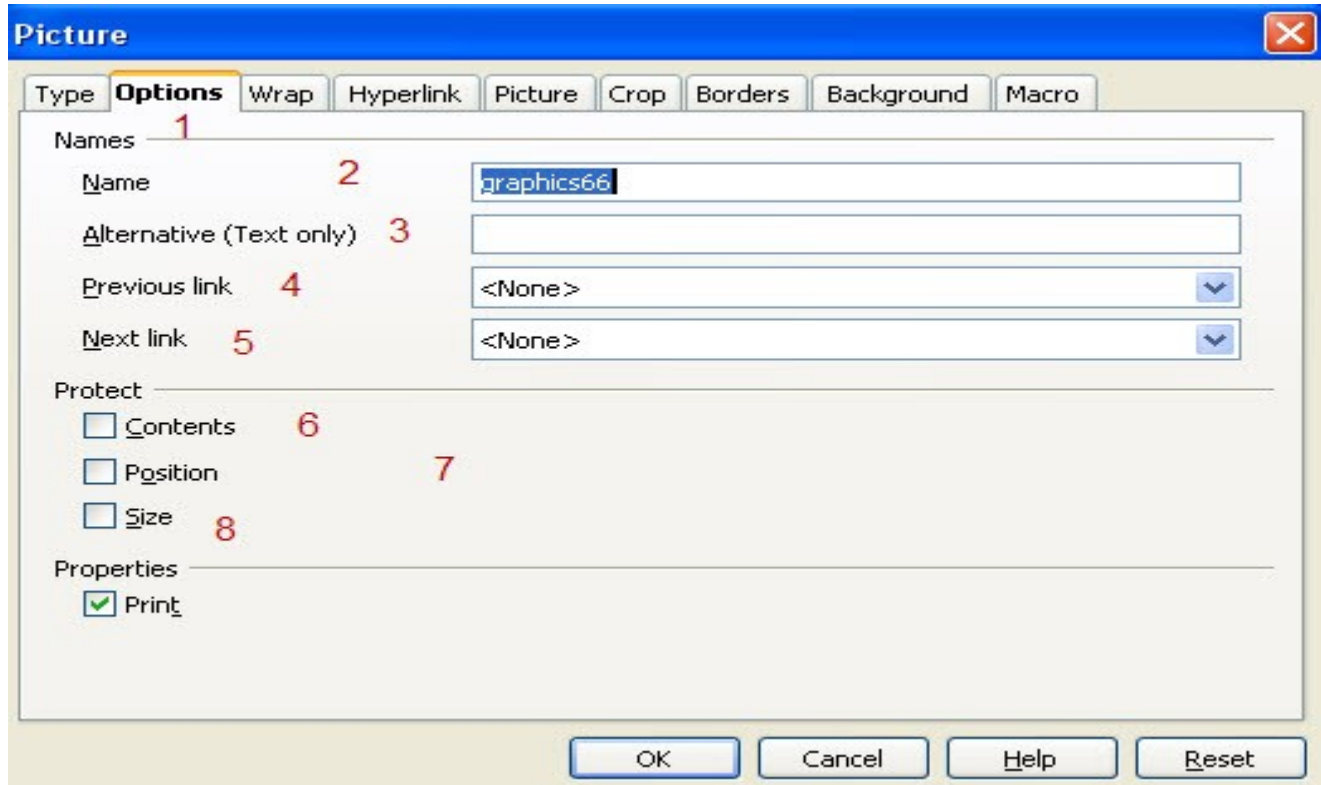 Picture
Type Options Wrap Hyperlink Picture Crop Borders Background Macro
1
Names
Name 2 graphics66
Alternative (Text only) 3
Previous link 4 <None>
Next link 5 <None>
Protect
Contents 6
Position 7
Size 8
Properties
Print
OK Cancel Help Reset